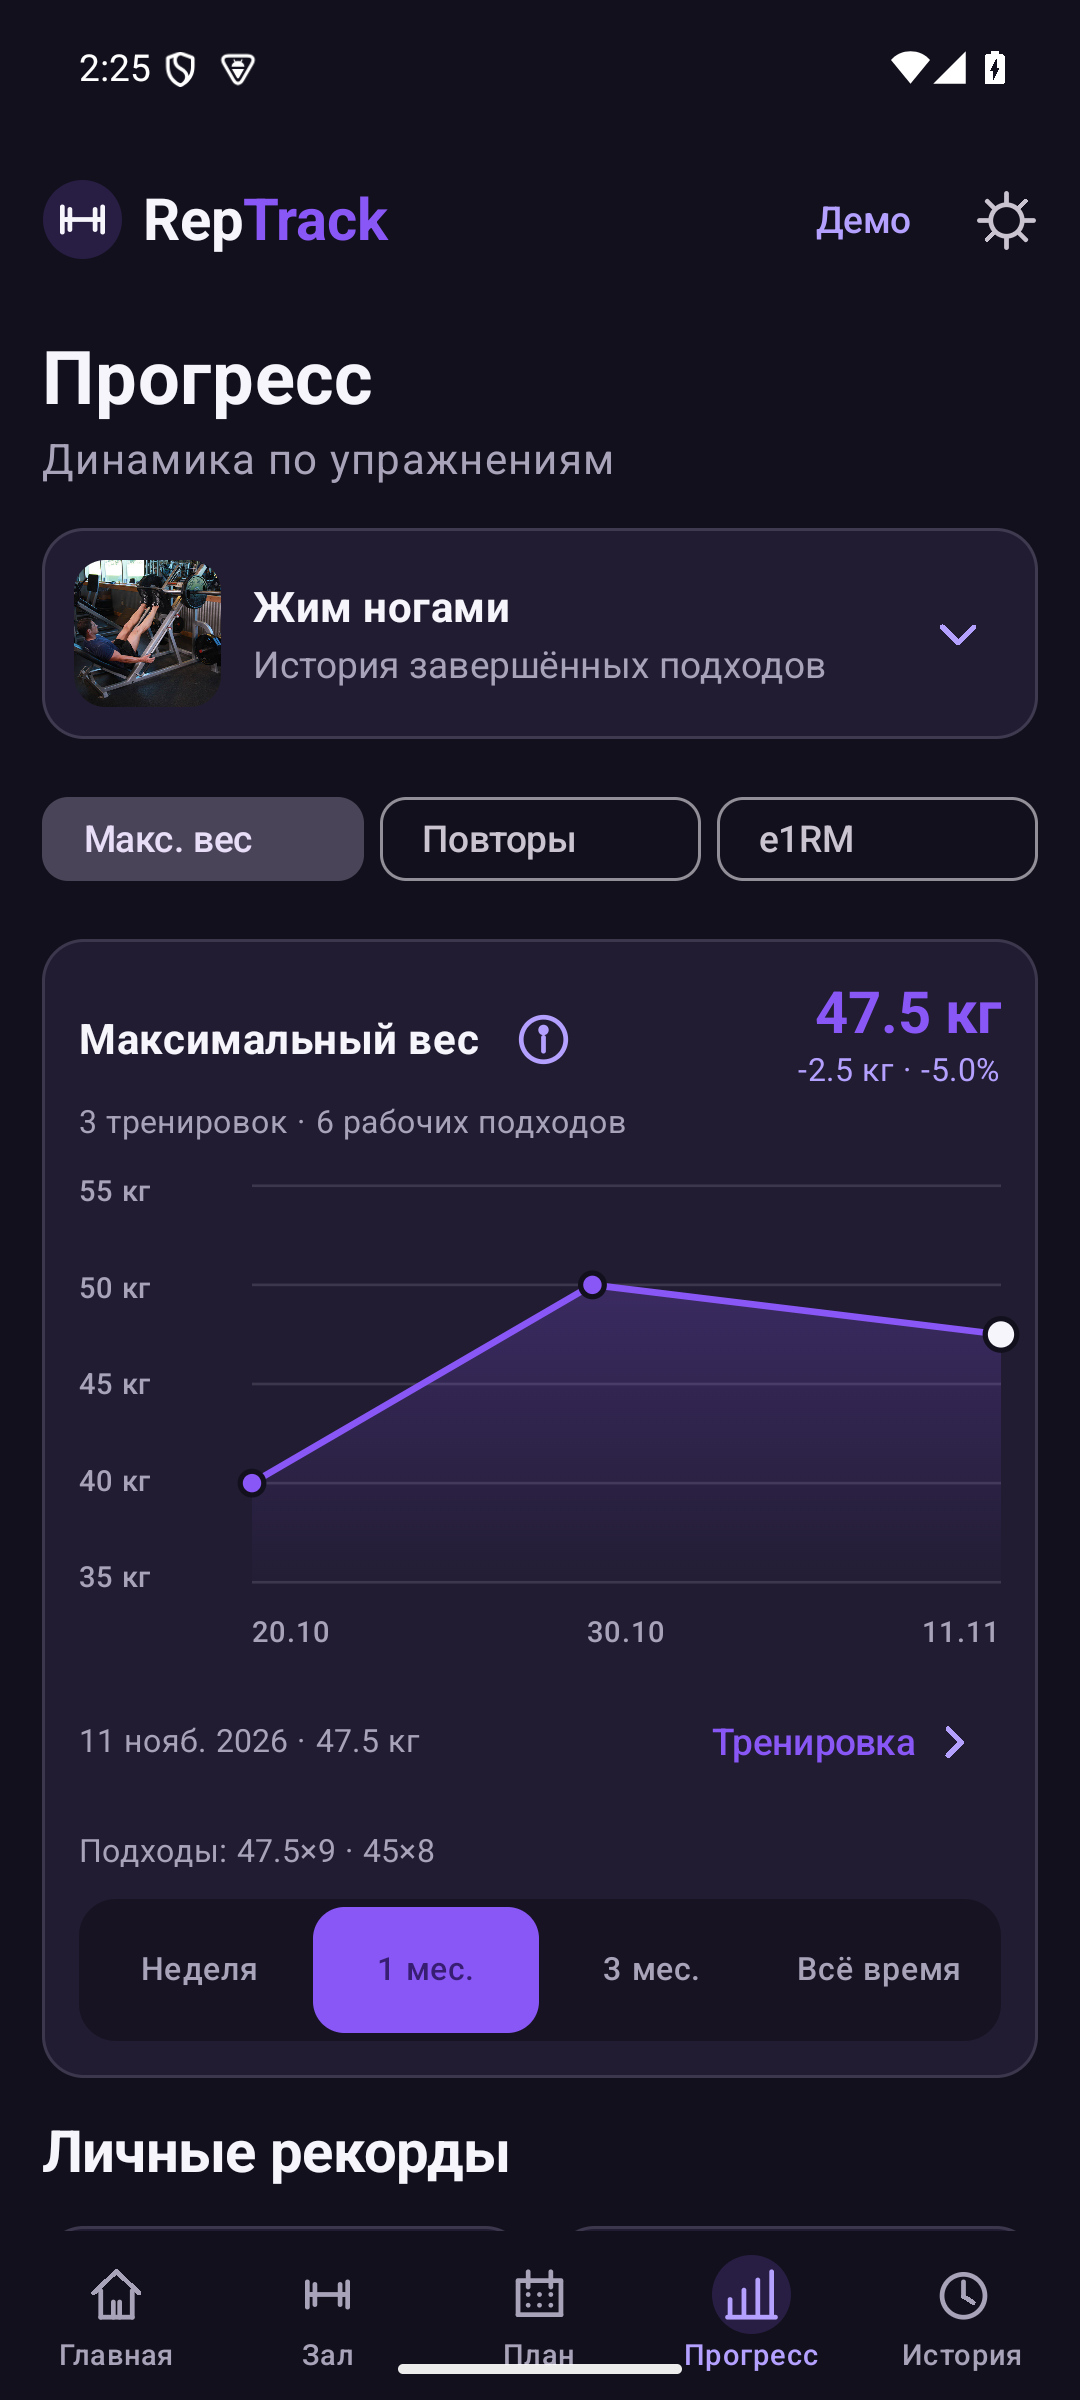 2:25
RepTrack
Демо
Прогресс
Динамика по упражнениям
Жим ногами
История завершённых подходов
Макс. вес
Повторы
e1RM
Максимальный вес
47.5 кг
-2.5 кг · -5.0%
3 тренировок · 6 рабочих подходов
55 кг
50 кг
45 кг
40 кг
35 кг
20.10
30.10
11.11
11 нояб. 2026 · 47.5 кг
Тренировка
Подходы: 47.5×9 · 45×8
Неделя
1 мес.
3 мес.
Всё время
Личные рекорды
Главная
Зал
План
Прогресс
История